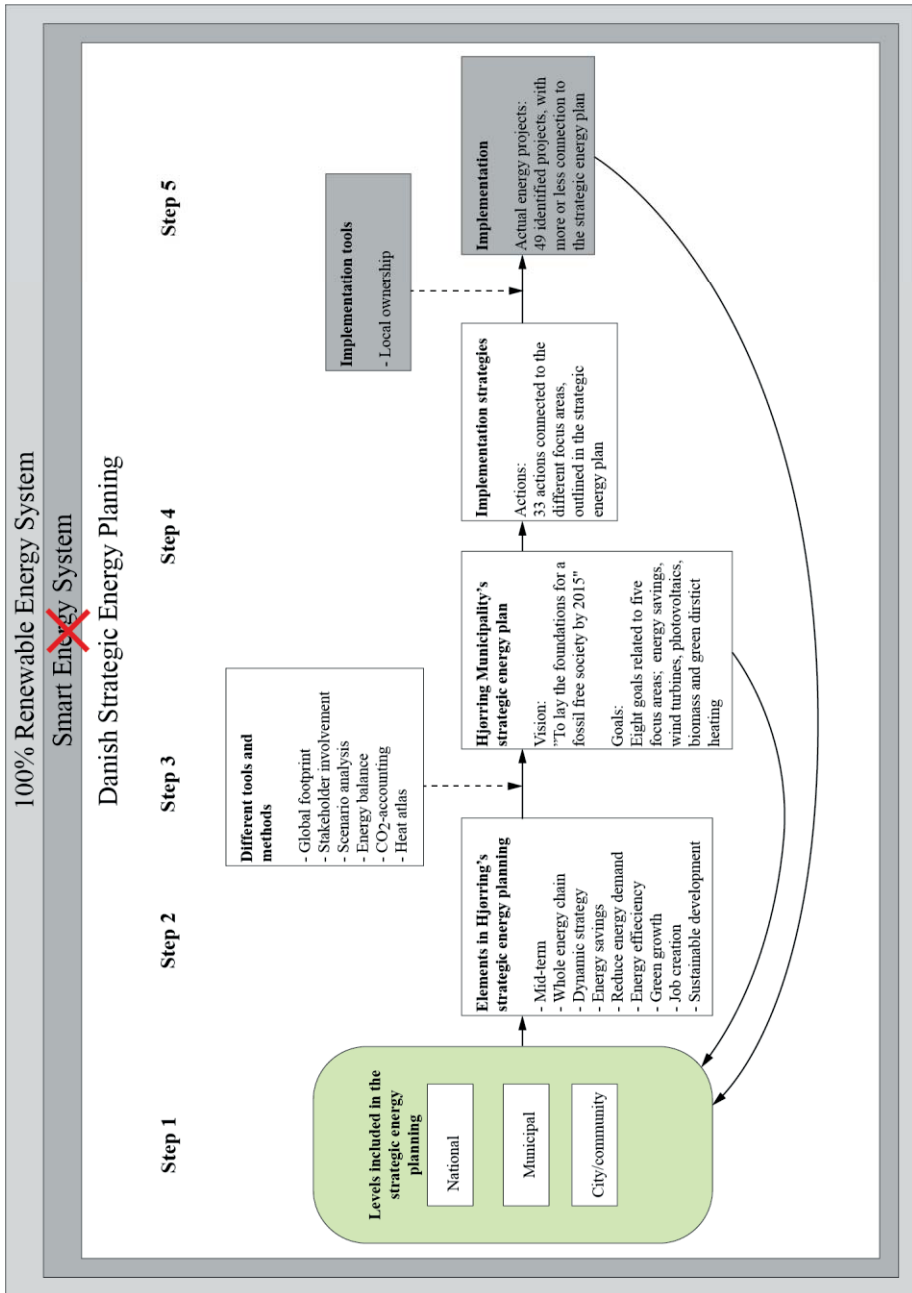 100% Renewable Energy System
Smart Energy System
Danish Strategic Energy Planing
Step 1
Step 2
Step 3
Step 4
Step 5
Levels included in the
strategic energy
planning
National
Municipal
City/community
Elements in Hjorring's
strategic energy planning
- Mid-term
- Whole energy chain
- Dynamic strategy
- Energy savings
- Reduce energy demand
- Energy effieciency
- Green growth
- Job creation
- Sustainable development
Different tools and
methods
- Global footprint
- Stakeholder involvement
- Scenario analysis
- Energy balance
- CO2-accounting
- Heat atlas
Hjorring Municipality's
strategic energy plan
Vision:
"To lay the foundations for a
fossil free society by 2015"
Goals:
Eight goals related to five
focus areas; energy savings,
wind turbines, photovoltaics,
biomass and green dirstict
heating
Implementation strategies
Actions:
33 actions connected to the
different focus areas,
outlined in the strategic
energy plan
Implementation tools
- Local ownership
Implementation
Actual energy projects:
49 identified projects, with
more or less connection to
the strategic energy plan